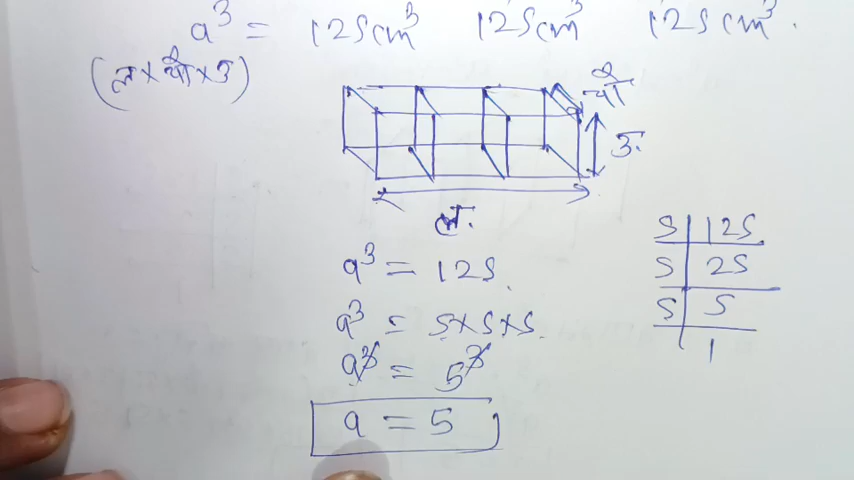 a³ = 125cm³ 125cm³ 125cm³.
(ल×चौ×उ)
चौ
उ.
ल.
a³ = 125.
a³ = 5×5×5.
a³ = 5³
a = 5
5 | 125
5 | 25
5 | 5
| 1